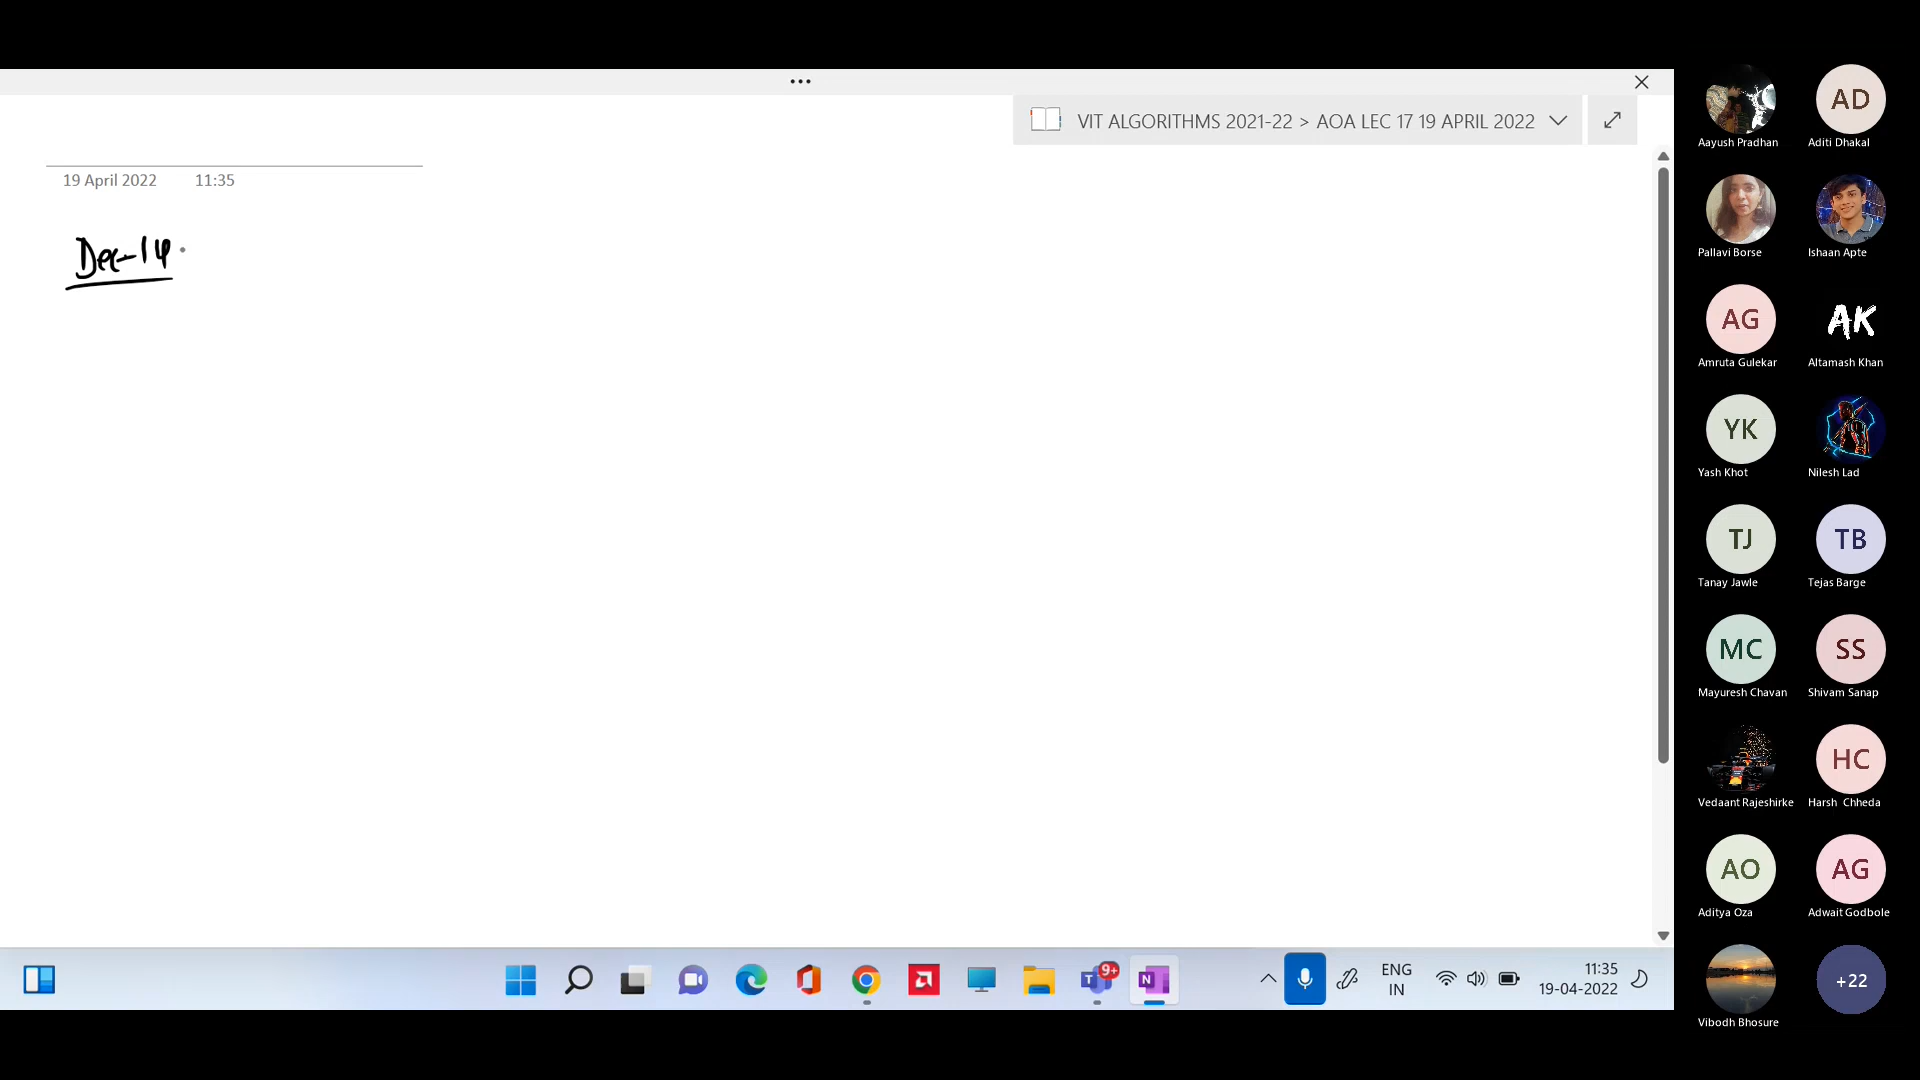 VIT ALGORITHMS 2021-22 > AOA LEC 17 19 APRIL 2022
19 April 2022 11:35
Dec-14
AD
Aayush Pradhan Aditi Dhakal
Pallavi Borse Ishaan Apte
AG AK
Amruta Gulekar Altamash Khan
YK
Yash Khot Nilesh Lad
TJ TB
Tanay Jawle Tejas Barge
MC SS
Mayuresh Chavan Shivam Sanap
HC
Vedaant Rajeshirke Harsh Chheda
AO AG
Aditya Oza Adwait Godbole
+22
Vibodh Bhosure
9+
N
ENG
IN
11:35
19-04-2022